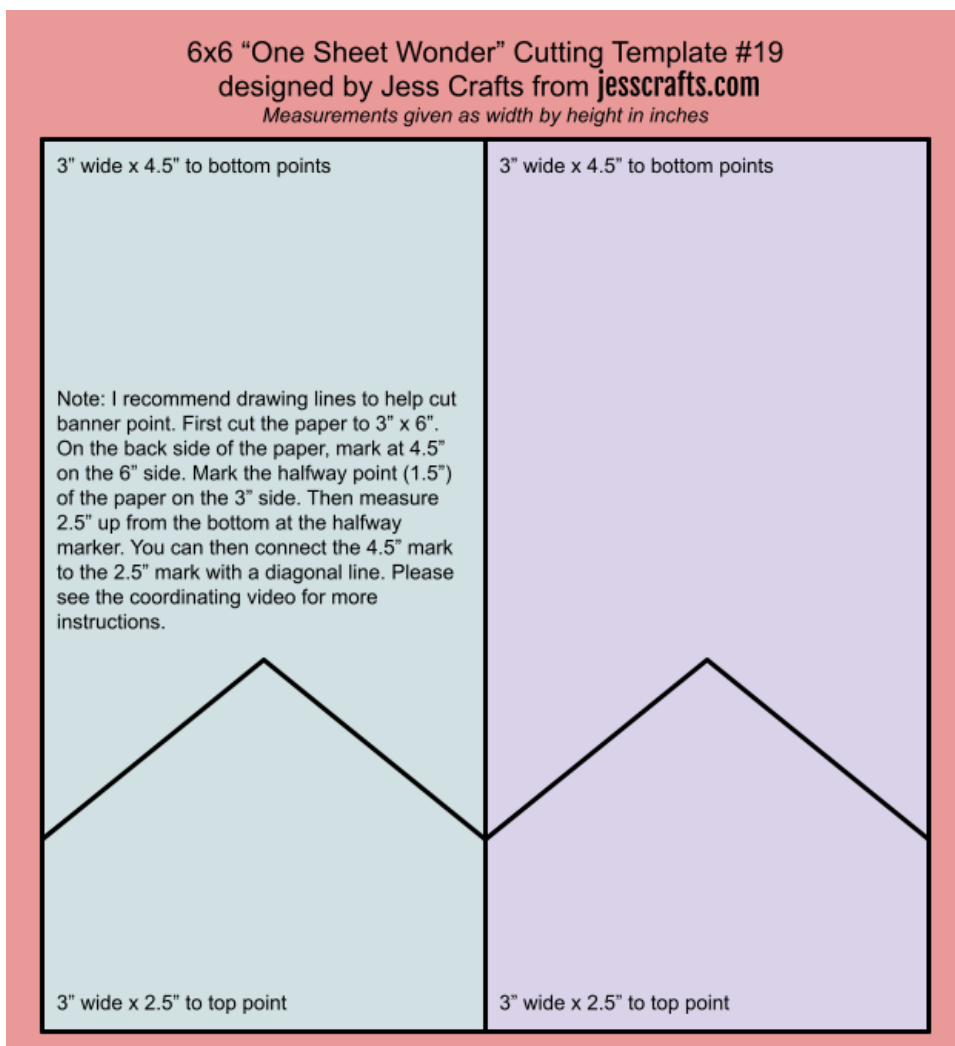 6x6 “One Sheet Wonder” Cutting Template #19
designed by Jess Crafts from jesscrafts.com
Measurements given as width by height in inches
3” wide x 4.5” to bottom points
3” wide x 4.5” to bottom points
Note: I recommend drawing lines to help cut
banner point. First cut the paper to 3” x 6”.
On the back side of the paper, mark at 4.5”
on the 6” side. Mark the halfway point (1.5”)
of the paper on the 3” side. Then measure
2.5” up from the bottom at the halfway
marker. You can then connect the 4.5” mark
to the 2.5” mark with a diagonal line. Please
see the coordinating video for more
instructions.
3” wide x 2.5” to top point
3” wide x 2.5” to top point